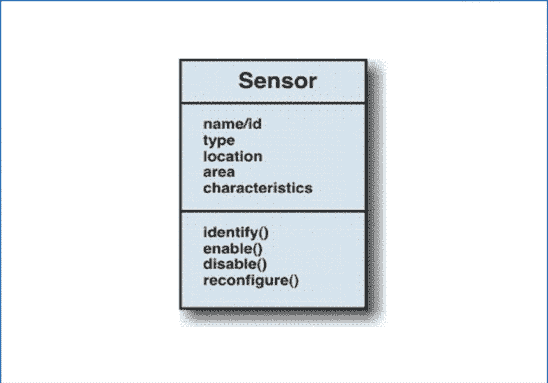 Sensor
name/id
type
location
area
characteristics
identify()
enable()
disable()
reconfigure()